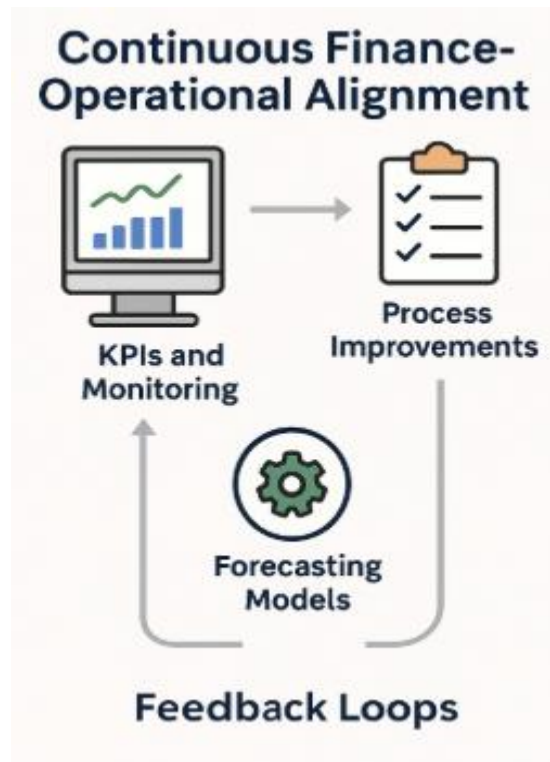 Continuous Finance-
Operational Alignment
KPIs and
Monitoring
Process
Improvements
Forecasting
Models
Feedback Loops